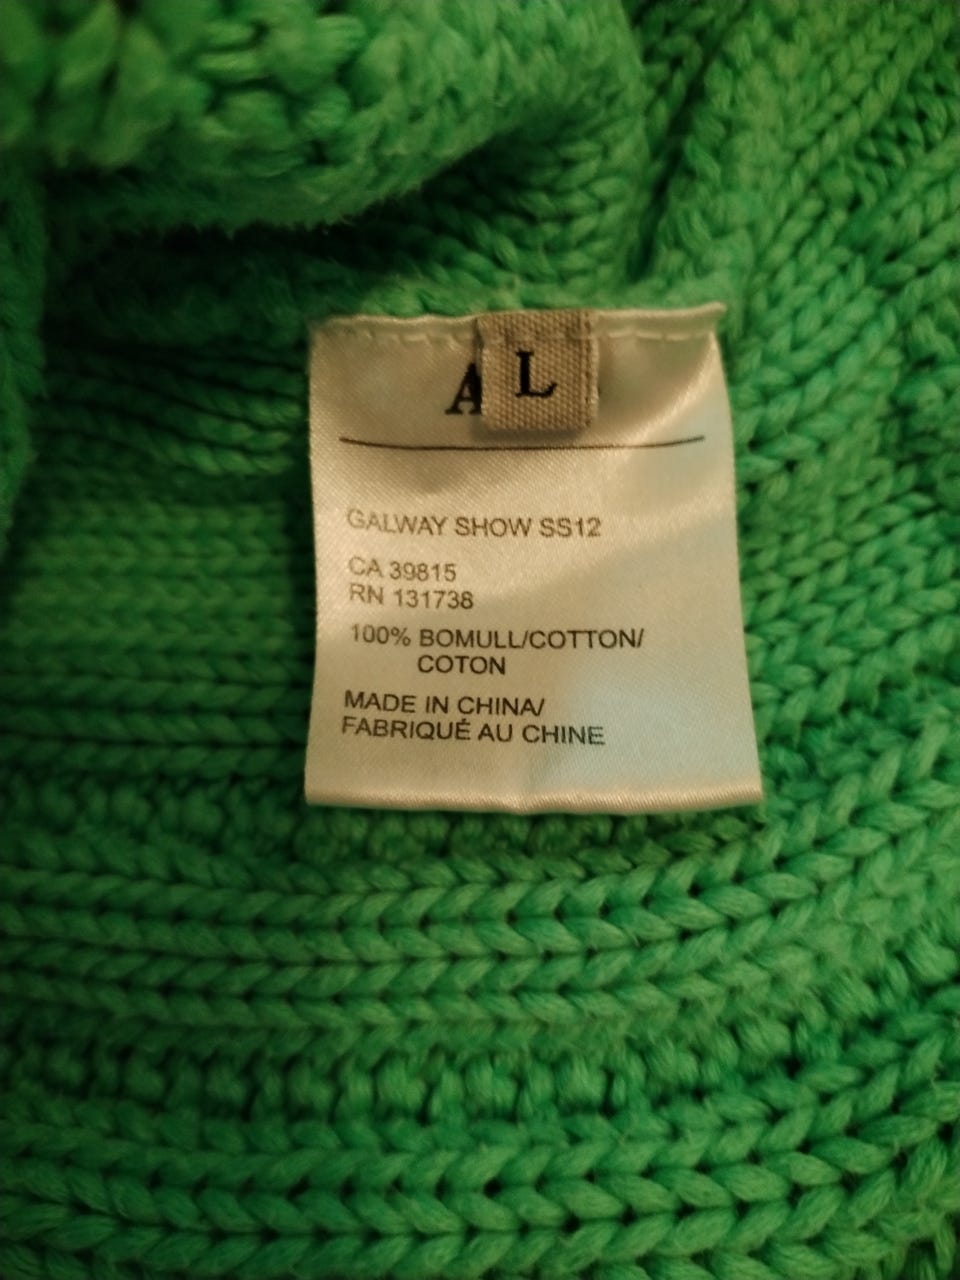 A
L
GALWAY SHOW SS12
CA 39815
RN 131738
100% BOMULL/COTTON/
COTON
MADE IN CHINA/
FABRIQUÉ AU CHINE